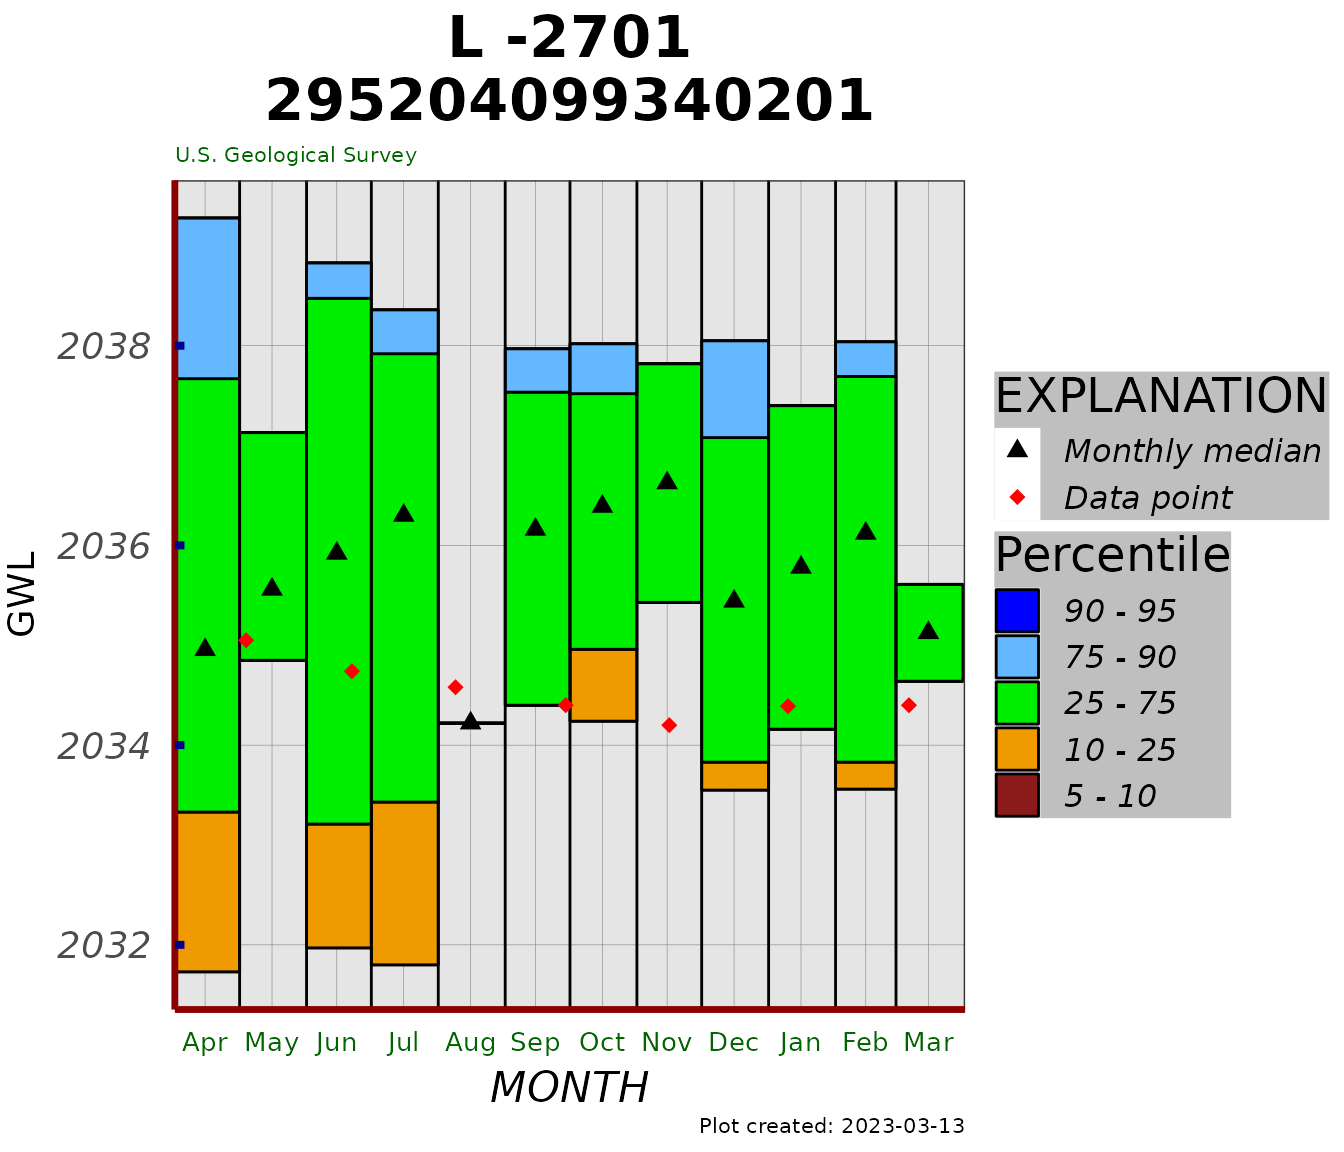 L -2701
295204099340201
U.S. Geological Survey
2038
2036
2034
2032
GWL
Apr May Jun Jul Aug Sep Oct Nov Dec Jan Feb Mar
MONTH
Plot created: 2023-03-13
EXPLANATION
Monthly median
Data point
Percentile
90 - 95
75 - 90
25 - 75
10 - 25
5 - 10